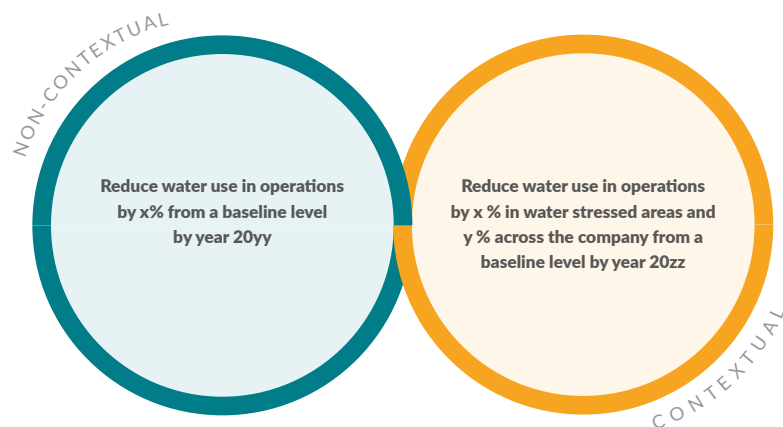 NON-CONTEXTUAL
Reduce water use in operations
by x% from a baseline level
by year 20yy
Reduce water use in operations
by x % in water stressed areas and
y % across the company from a
baseline level by year 20zz
CONTEXTUAL